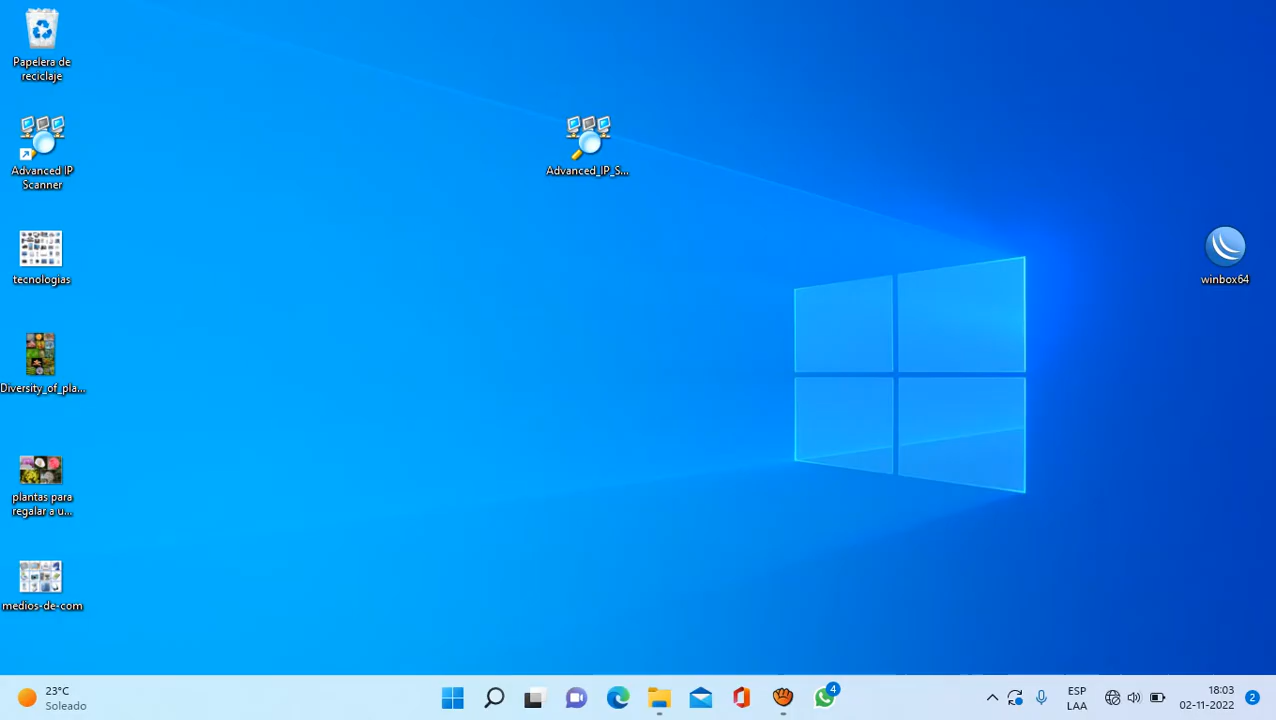 Papelera de
reciclaje
Advanced IP
Scanner
Advanced_IP_S...
tecnologias
winbox64
Diversity_of_pla...
plantas para
regalar a u...
medios-de-com
23°C
Soleado
4
ESP
LAA
18:03
02-11-2022
2